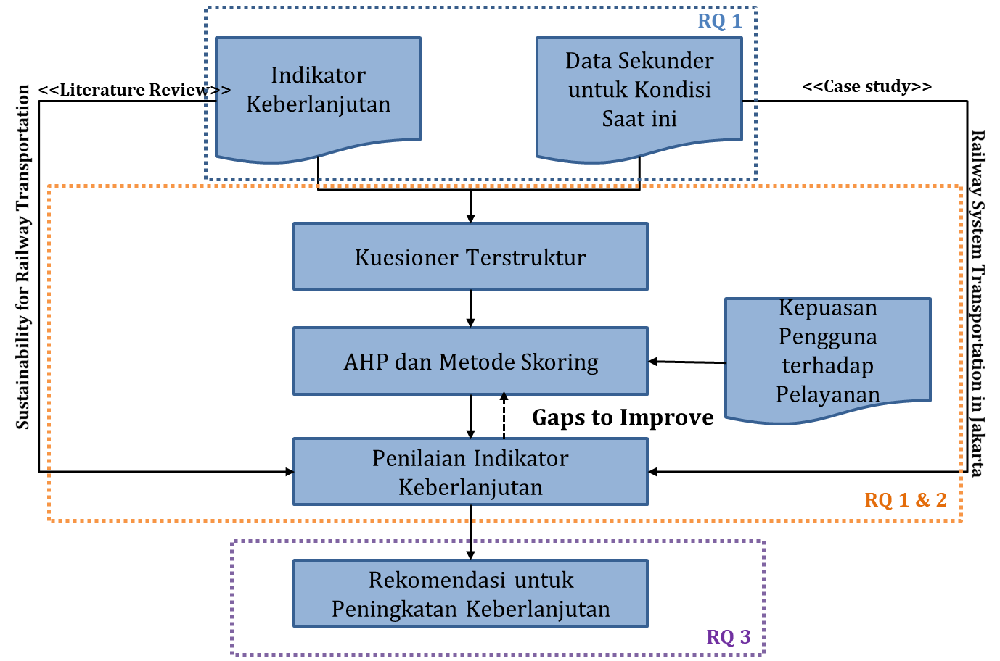 RQ 1
Indikator
Keberlanjutan
Data Sekunder
untuk Kondisi
Saat ini
<<Literature Review>>
<<Case study>>
Sustainability for Railway Transportation
Railway System Transportation in Jakarta
Kuesioner Terstruktur
AHP dan Metode Skoring
Kepuasan
Pengguna
terhadap
Pelayanan
Gaps to Improve
Penilaian Indikator
Keberlanjutan
RQ 1 & 2
Rekomendasi untuk
Peningkatan Keberlanjutan
RQ 3